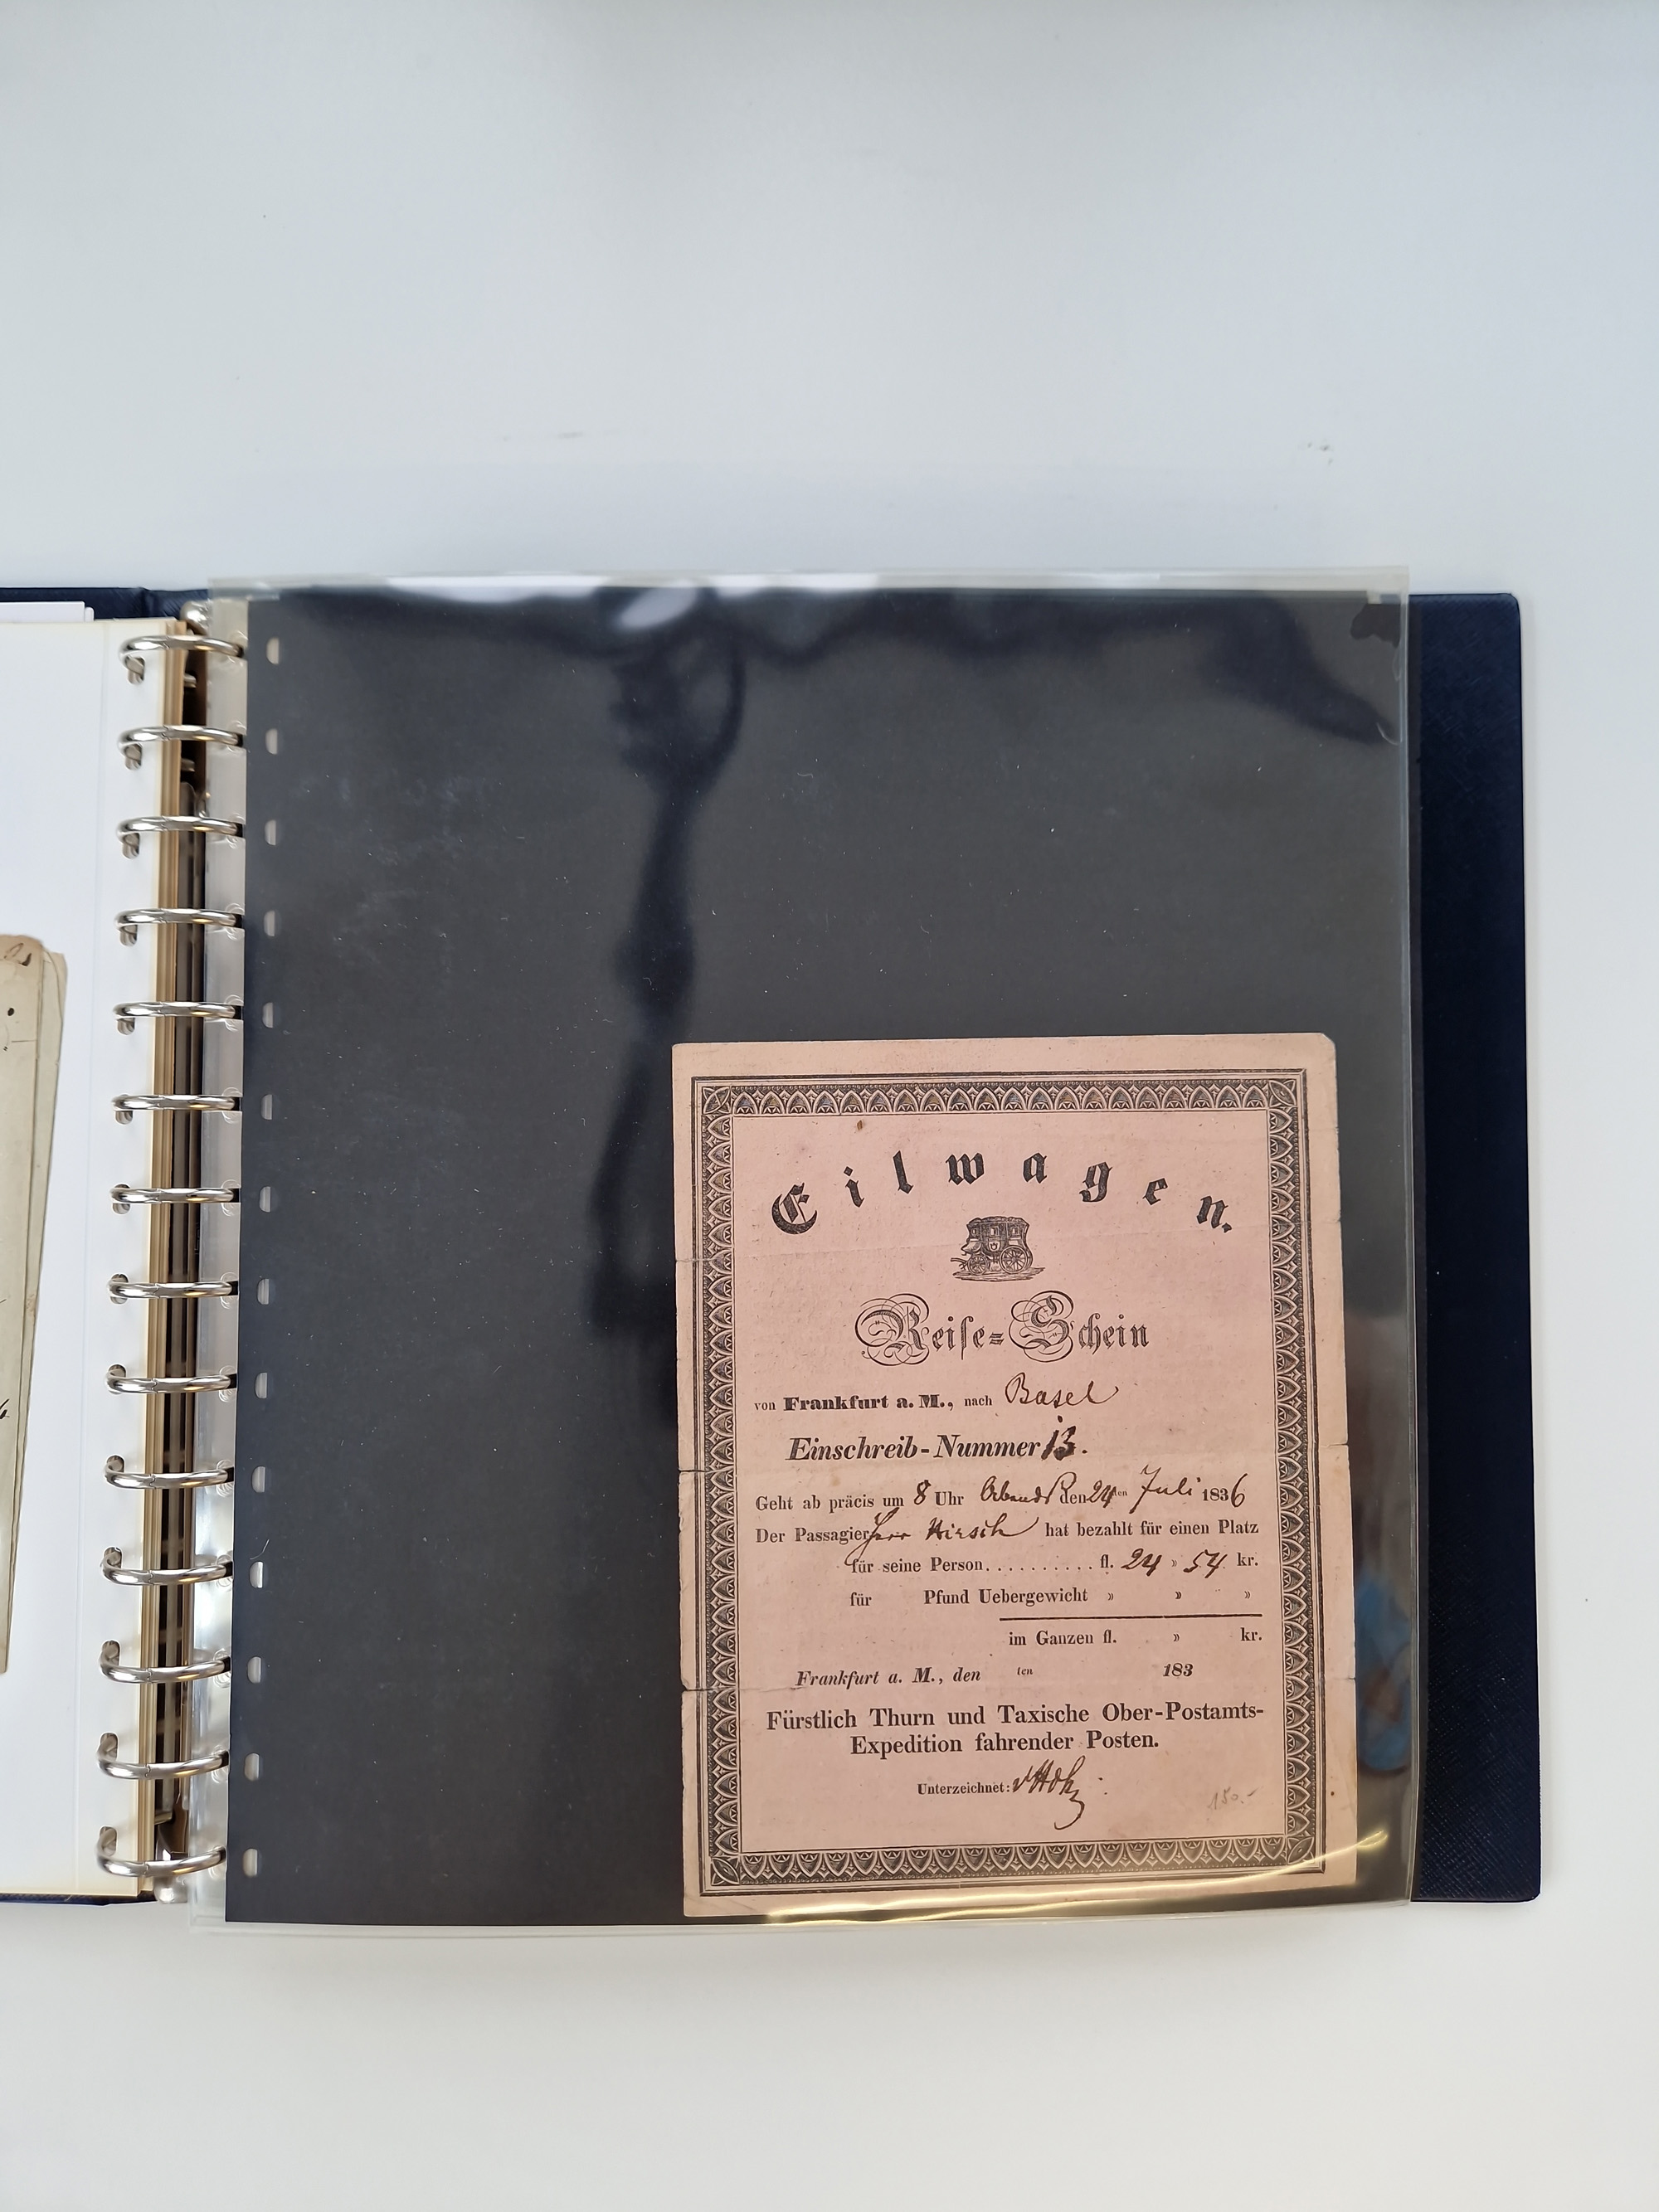 Eilwagen.
Reise=Schein
von Frankfurt a. M., nach Basel
Einschreib-Nummer 13.
Geht ab präcis um 8 Uhr Abends den 24ten Juli 1836
Der Passagier Herr Hirsch hat bezahlt für einen Platz
für seine Person.......... fl. 24 » 54 kr.
für Pfund Uebergewicht » » »
im Ganzen fl. » kr.
Frankfurt a. M., den ten 183
Fürstlich Thurn und Taxische Ober-Postamts-
Expedition fahrender Posten.
Unterzeichnet:
150.-